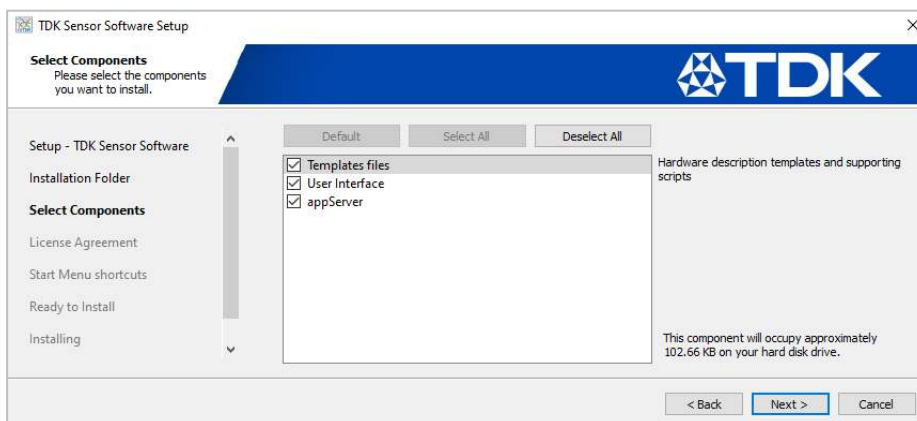 TDK Sensor Software Setup
Select Components
Please select the components
you want to install.
TDK
Setup - TDK Sensor Software
Installation Folder
Select Components
License Agreement
Start Menu shortcuts
Ready to Install
Installing
Default
Select All
Deselect All
Templates files
User Interface
appServer
Hardware description templates and supporting
scripts
This component will occupy approximately
102.66 KB on your hard disk drive.
< Back
Next >
Cancel